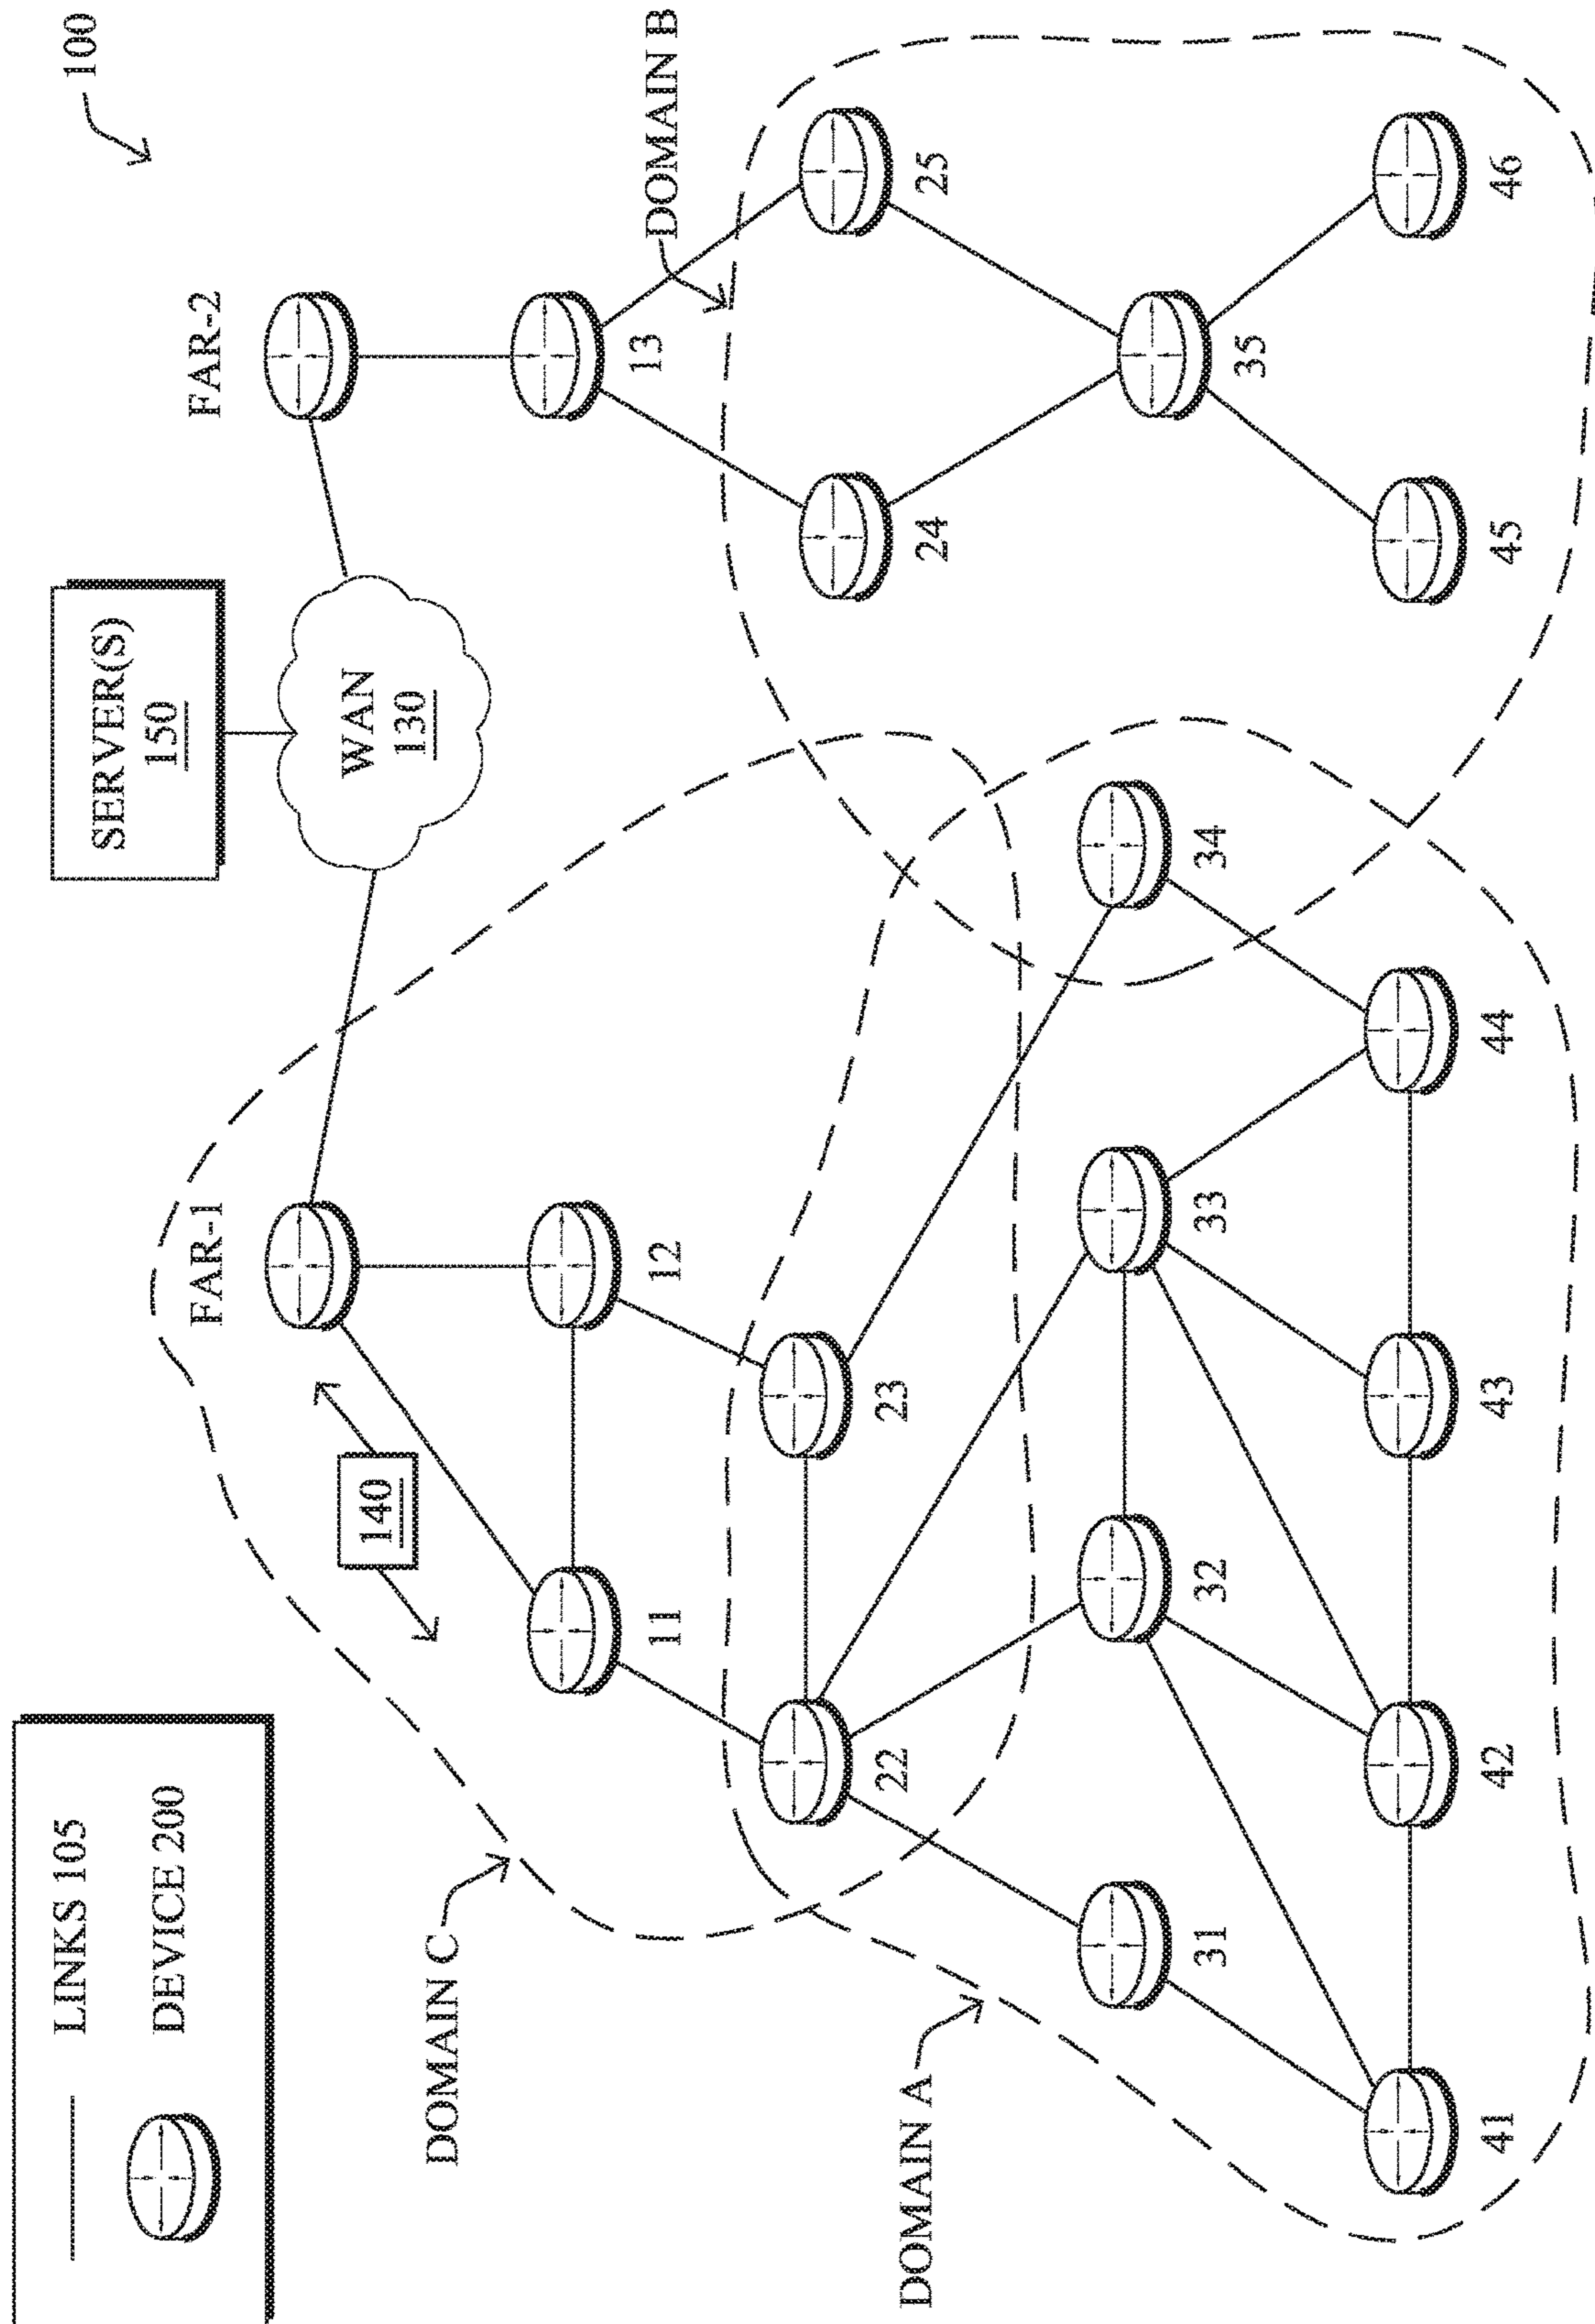 LINKS 105
DEVICE 200
SERVER(S)
150
100
WAN
130
FAR-1
FAR-2
140
DOMAIN C
DOMAIN B
DOMAIN A
11
12
13
22
23
24
25
31
32
33
34
35
41
42
43
44
45
46